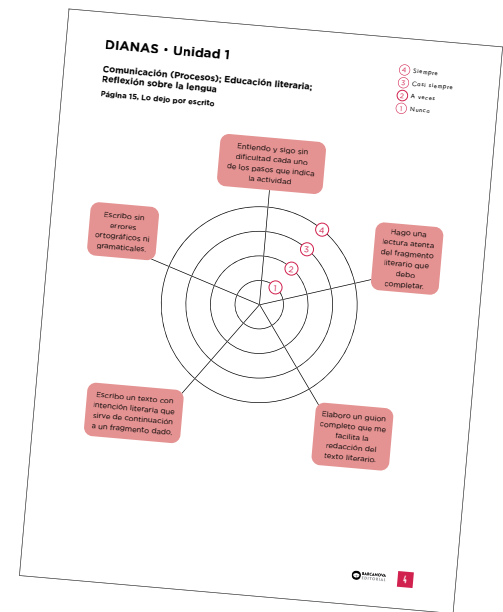 DIANAS · Unidad 1
Comunicación (Procesos); Educación literaria;
Reflexión sobre la lengua
Página 15, Lo dejo por escrito
4 Siempre
3 Casi siempre
2 A veces
1 Nunca
Entiendo y sigo sin
dificultad cada uno
de los pasos que indica
la actividad
Escribo sin
errores
ortográficos ni
gramaticales.
Hago una
lectura atenta
del fragmento
literario que
debo
completar.
4
3
2
1
Escribo un texto con
intención literaria que
sirve de continuación
a un fragmento dado.
Elaboro un guion
completo que me
facilita la
redacción del
texto literario.
BARCANOVA
EDITORIAL
4